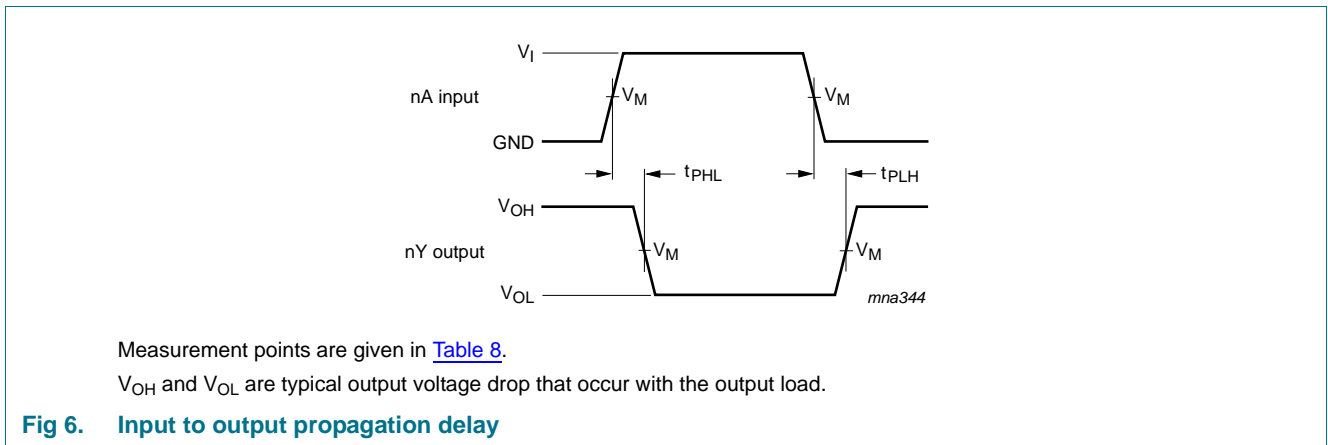 VI
nA input
VM
VM
GND
tPHL
tPLH
VOH
nY output
VM
VM
VOL
mna344
Measurement points are given in Table 8.
VOH and VOL are typical output voltage drop that occur with the output load.
Fig 6. Input to output propagation delay